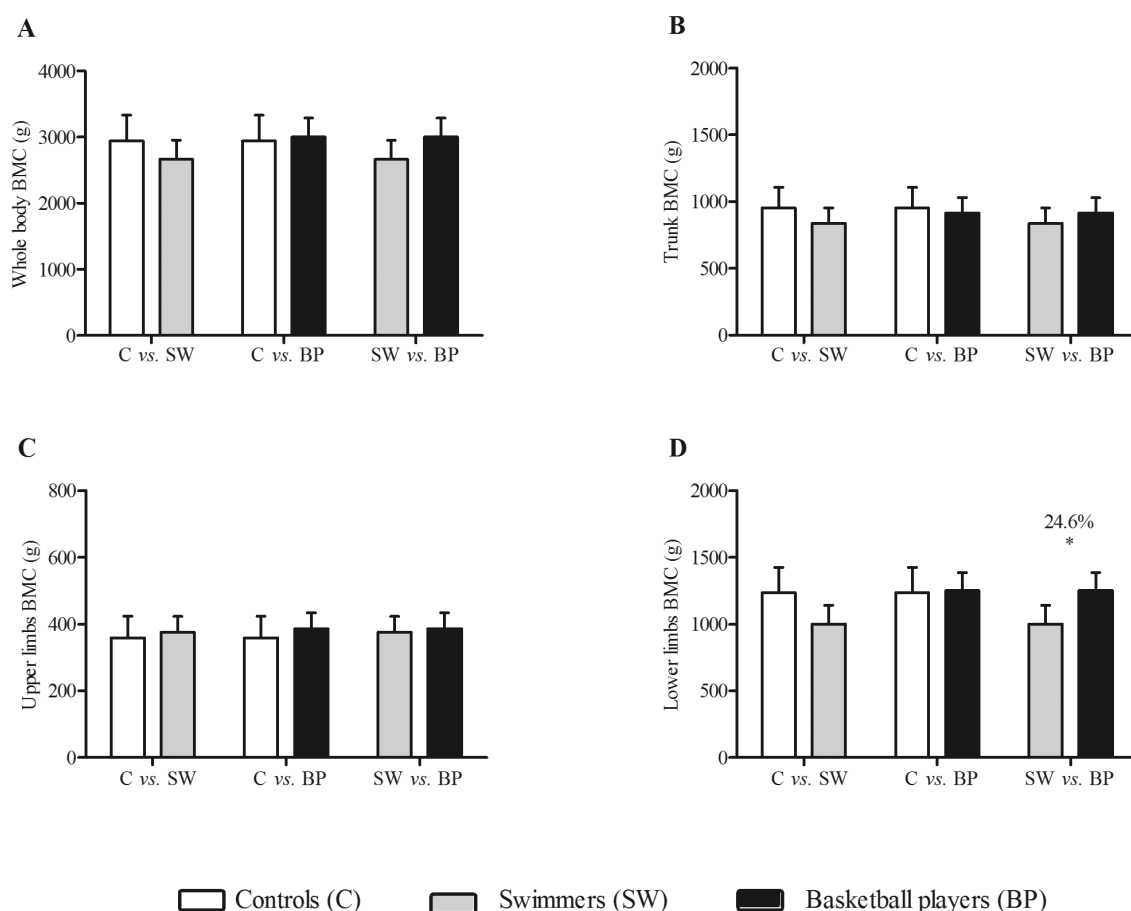 A
Whole body BMC (g)
4000
3000
2000
1000
0
C vs. SW
C vs. BP
SW vs. BP
B
Trunk BMC (g)
2000
1500
1000
500
0
C vs. SW
C vs. BP
SW vs. BP
C
Upper limbs BMC (g)
800
600
400
200
0
C vs. SW
C vs. BP
SW vs. BP
D
Lower limbs BMC (g)
2000
1500
1000
500
0
24.6%
*
C vs. SW
C vs. BP
SW vs. BP
Controls (C)
Swimmers (SW)
Basketball players (BP)